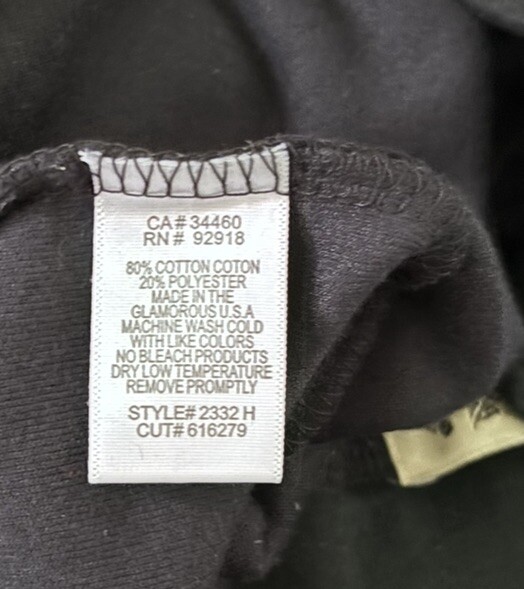 CA# 34460
RN# 92918
80% COTTON COTON
20% POLYESTER
MADE IN THE
GLAMOROUS U.S.A
MACHINE WASH COLD
WITH LIKE COLORS
NO BLEACH PRODUCTS
DRY LOW TEMPERATURE
REMOVE PROMPTLY
STYLE# 2332 H
CUT# 616279